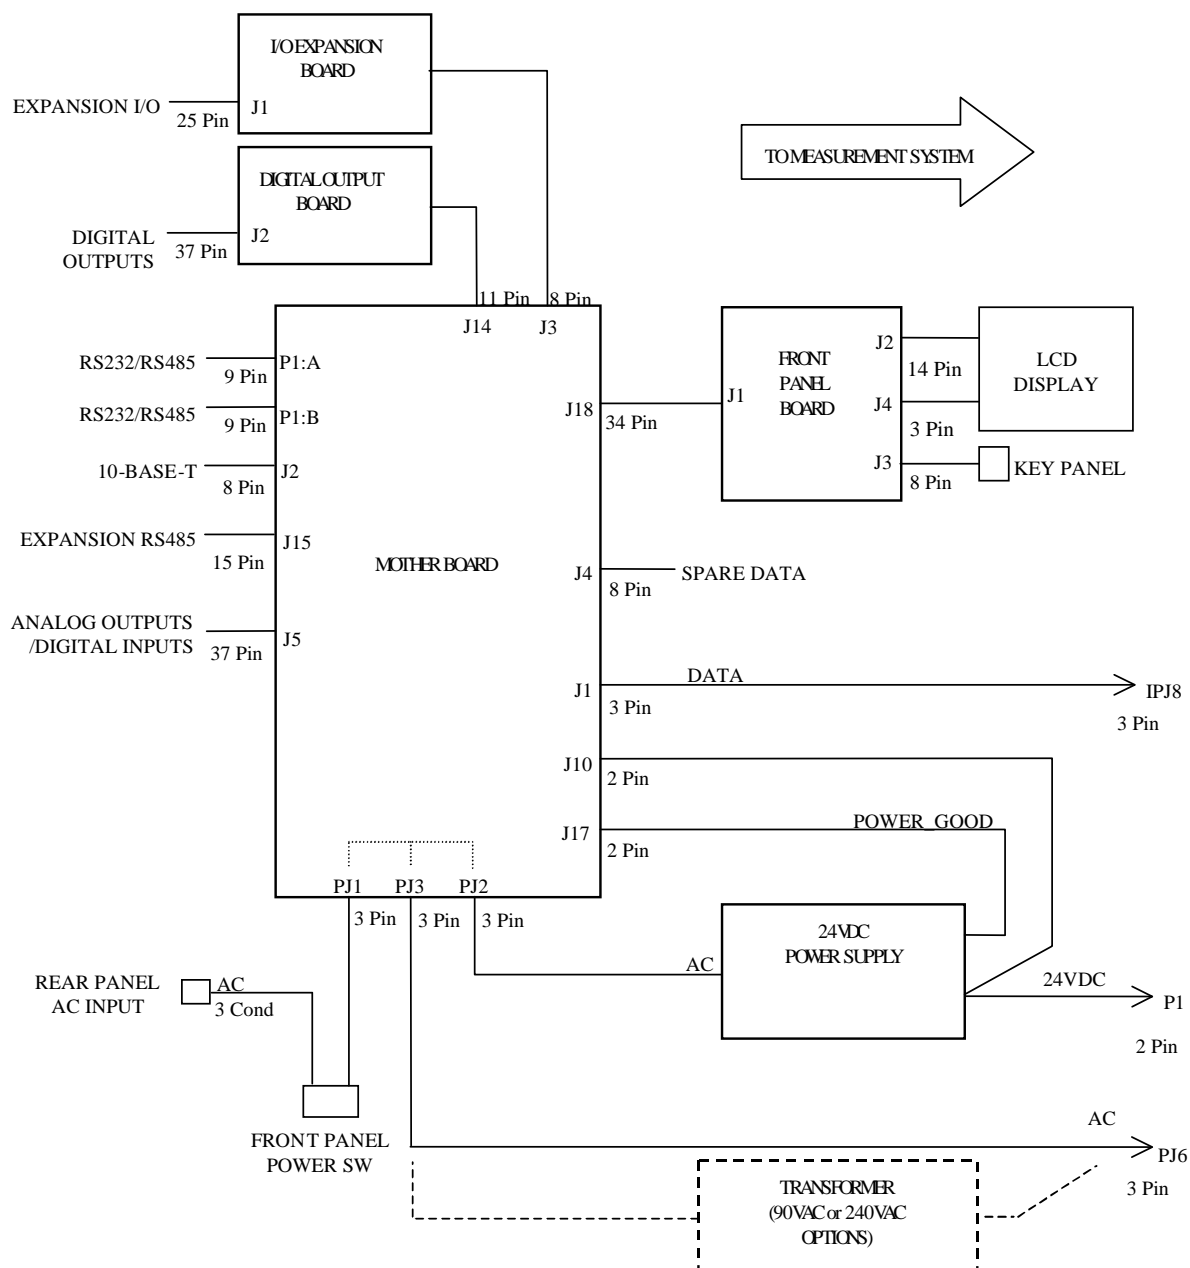 I/O EXPANSION
BOARD
EXPANSION I/O
J1
25 Pin
TO MEASUREMENT SYSTEM
DIGITAL OUTPUT
BOARD
DIGITAL
OUTPUTS
J2
37 Pin
11 Pin
8 Pin
J14
J3
RS232/RS485
P1:A
9 Pin
RS232/RS485
P1:B
9 Pin
10-BASE-T
J2
8 Pin
EXPANSION RS485
J15
15 Pin
ANALOG OUTPUTS
/DIGITAL INPUTS
J5
37 Pin
MOTHER BOARD
J18
34 Pin
J1
FRONT
PANEL
BOARD
J2
14 Pin
J4
3 Pin
J3
8 Pin
LCD
DISPLAY
KEY PANEL
J4
8 Pin
SPARE DATA
J1
3 Pin
DATA
IPJ8
3 Pin
J10
2 Pin
J17
2 Pin
POWER_GOOD
PJ1
PJ3
PJ2
3 Pin
3 Pin
3 Pin
24VDC
POWER SUPPLY
AC
24VDC
P1
2 Pin
REAR PANEL
AC INPUT
AC
3 Cond
FRONT PANEL
POWER SW
AC
PJ6
3 Pin
TRANSFORMER
(90VAC or 240VAC
OPTIONS)